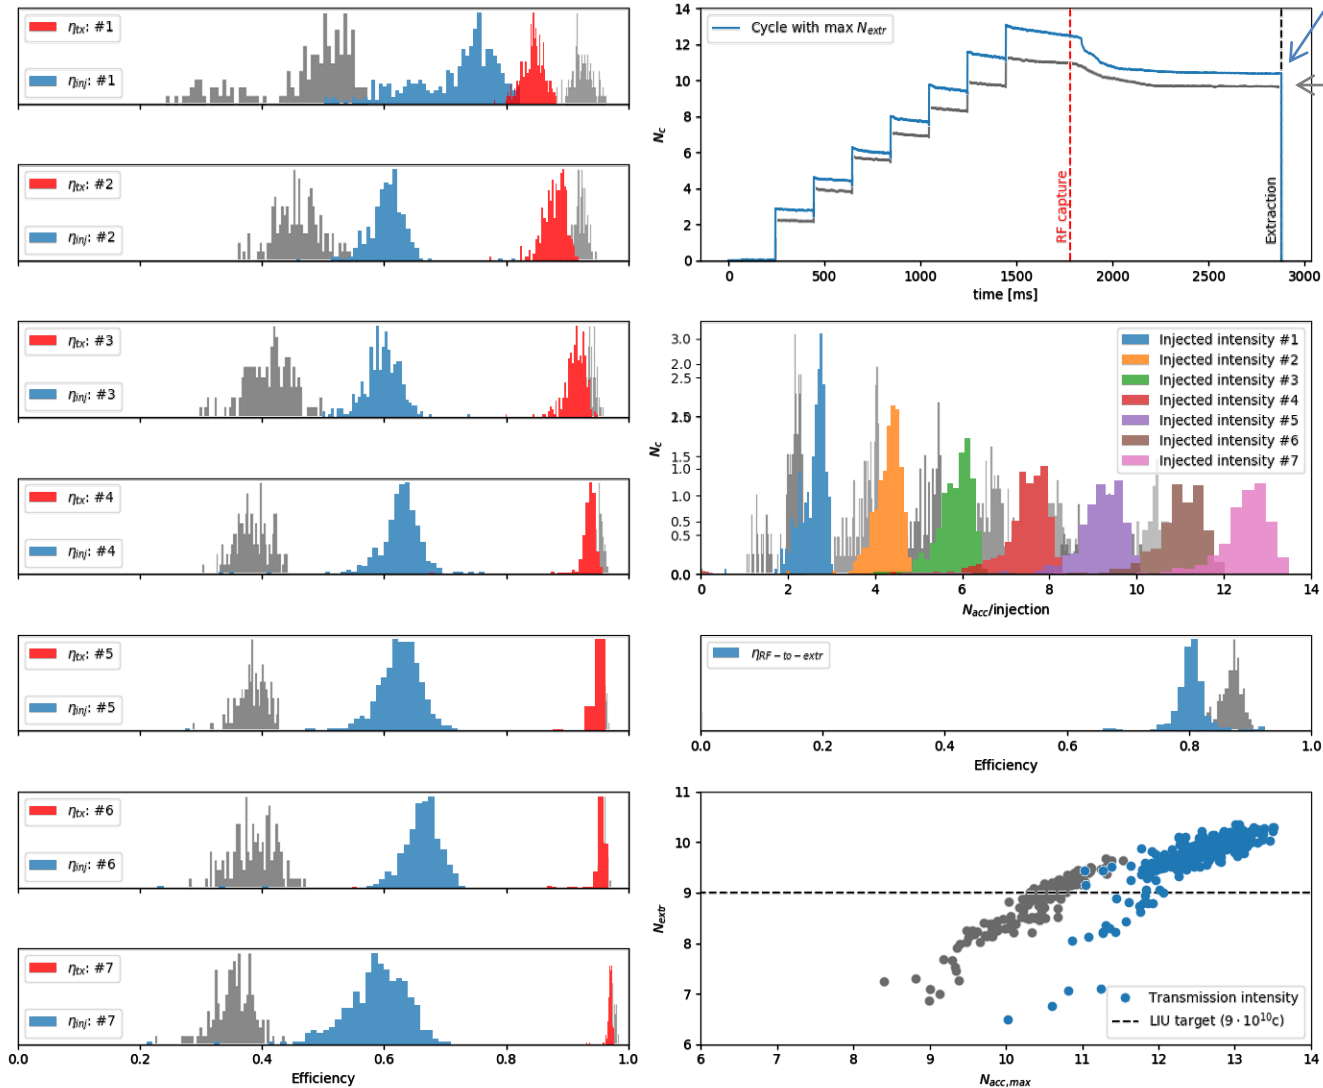 η_tx: #1
η_inj: #1
η_tx: #2
η_inj: #2
η_tx: #3
η_inj: #3
η_tx: #4
η_inj: #4
η_tx: #5
η_inj: #5
η_tx: #6
η_inj: #6
η_tx: #7
η_inj: #7
0.0 0.2 0.4 0.6 0.8 1.0
Efficiency
14
12
10
8
6
4
2
0
N_c
Cycle with max N_extr
RF capture
Extraction
0 500 1000 1500 2000 2500 3000
time [ms]
3.0
2.5
1.5
1.0
0.5
0.0
N_c
Injected intensity #1
Injected intensity #2
Injected intensity #3
Injected intensity #4
Injected intensity #5
Injected intensity #6
Injected intensity #7
2 4 6 8 10 12 14
N_acc/injection
η_RF−to−extr
0.0 0.2 0.4 0.6 0.8 1.0
Efficiency
11
10
9
8
7
6
N_extr
Transmission intensity
LIU target (9 · 10^10c)
6 7 8 9 10 11 12 13 14
N_acc,max